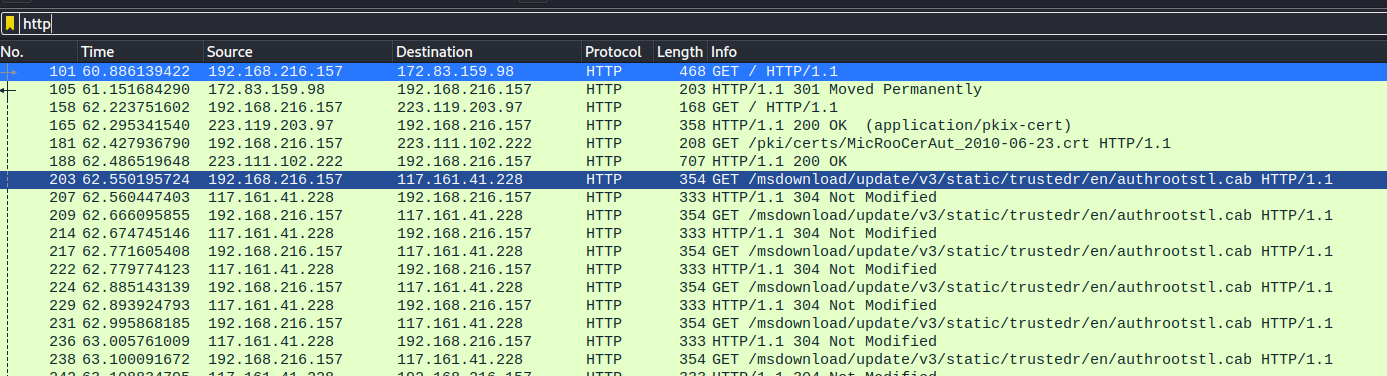 http
No. Time Source Destination Protocol Length Info
101 60.886139422 192.168.216.157 172.83.159.98 HTTP 468 GET / HTTP/1.1
105 61.151684290 172.83.159.98 192.168.216.157 HTTP 203 HTTP/1.1 301 Moved Permanently
158 62.223751602 192.168.216.157 223.119.203.97 HTTP 168 GET / HTTP/1.1
165 62.295341540 223.119.203.97 192.168.216.157 HTTP 358 HTTP/1.1 200 OK (application/pkix-cert)
181 62.427936790 192.168.216.157 223.111.102.222 HTTP 208 GET /pki/certs/MicRooCerAut_2010-06-23.crt HTTP/1.1
188 62.486519648 223.111.102.222 192.168.216.157 HTTP 707 HTTP/1.1 200 OK
203 62.550195724 192.168.216.157 117.161.41.228 HTTP 354 GET /msdownload/update/v3/static/trustedr/en/authrootstl.cab HTTP/1.1
207 62.560447403 117.161.41.228 192.168.216.157 HTTP 333 HTTP/1.1 304 Not Modified
209 62.666095855 192.168.216.157 117.161.41.228 HTTP 354 GET /msdownload/update/v3/static/trustedr/en/authrootstl.cab HTTP/1.1
214 62.674745146 117.161.41.228 192.168.216.157 HTTP 333 HTTP/1.1 304 Not Modified
217 62.771605408 192.168.216.157 117.161.41.228 HTTP 354 GET /msdownload/update/v3/static/trustedr/en/authrootstl.cab HTTP/1.1
222 62.779774123 117.161.41.228 192.168.216.157 HTTP 333 HTTP/1.1 304 Not Modified
224 62.885143139 192.168.216.157 117.161.41.228 HTTP 354 GET /msdownload/update/v3/static/trustedr/en/authrootstl.cab HTTP/1.1
229 62.893924793 117.161.41.228 192.168.216.157 HTTP 333 HTTP/1.1 304 Not Modified
231 62.995868185 192.168.216.157 117.161.41.228 HTTP 354 GET /msdownload/update/v3/static/trustedr/en/authrootstl.cab HTTP/1.1
236 63.005761009 117.161.41.228 192.168.216.157 HTTP 333 HTTP/1.1 304 Not Modified
238 63.100091672 192.168.216.157 117.161.41.228 HTTP 354 GET /msdownload/update/v3/static/trustedr/en/authrootstl.cab HTTP/1.1
117.161.41.228 192.168.216.157 HTTP 333 HTTP/1.1 304 Not Modified